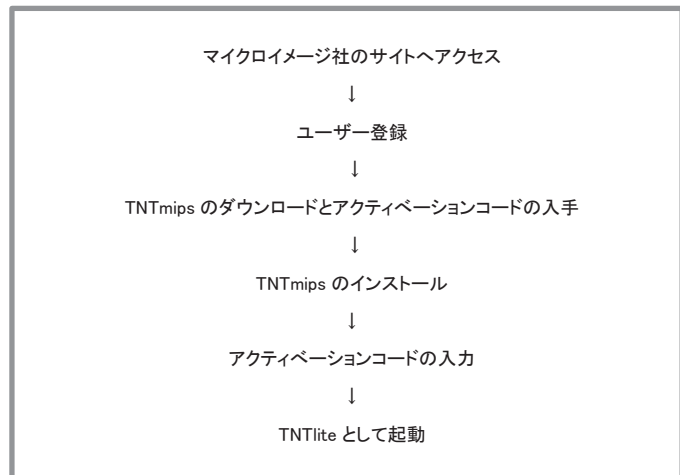 マイクロイメージ社のサイトへアクセス
↓
ユーザー登録
↓
TNTmips のダウンロードとアクティベーションコードの入手
↓
TNTmips のインストール
↓
アクティベーションコードの入力
↓
TNTlite として起動